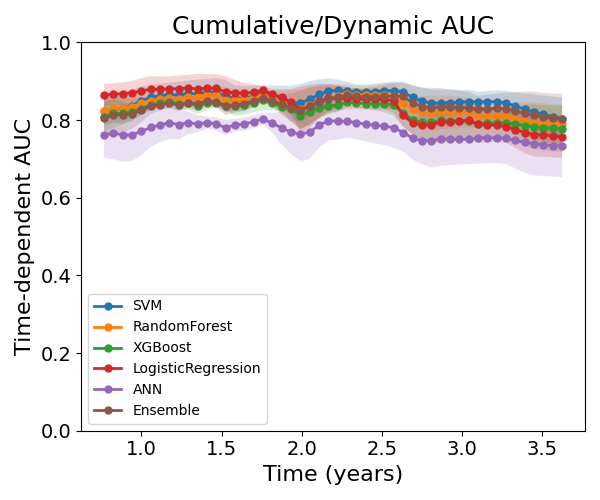 Cumulative/Dynamic AUC
Time-dependent AUC
1.0
0.8
0.6
0.4
0.2
0.0
SVM
RandomForest
XGBoost
LogisticRegression
ANN
Ensemble
1.0 1.5 2.0 2.5 3.0 3.5
Time (years)